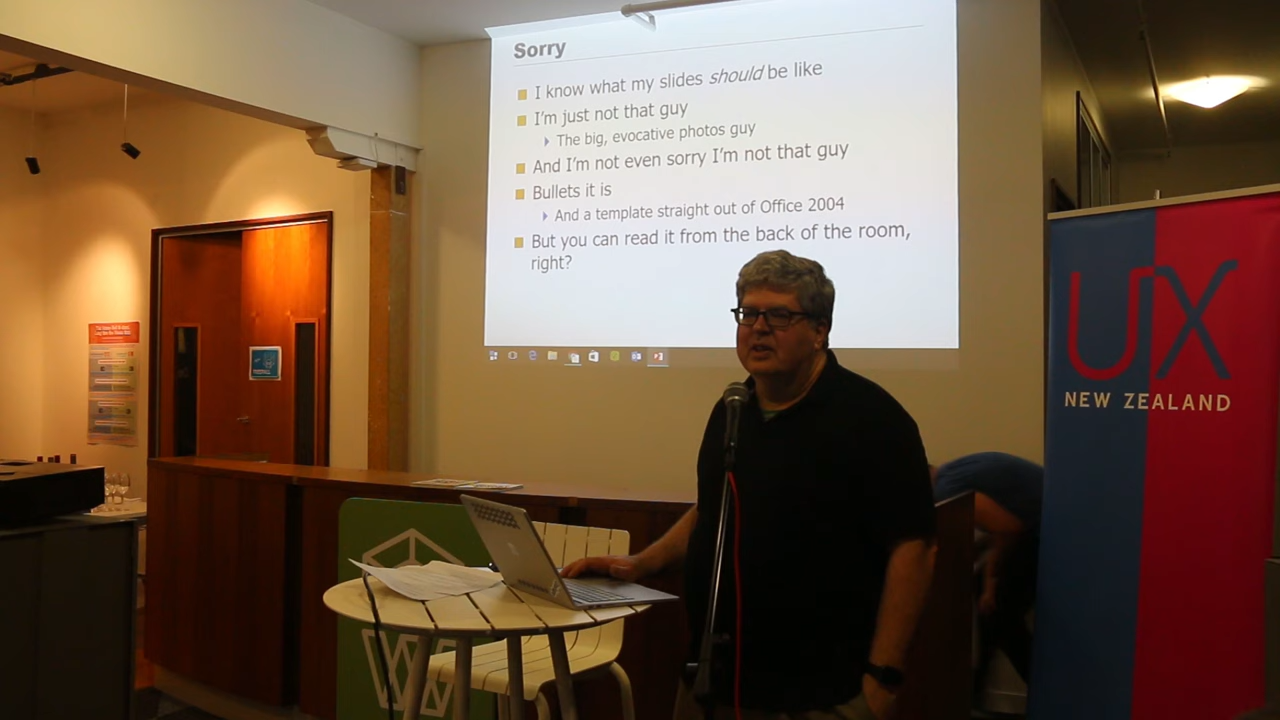 Sorry
I know what my slides should be like
I'm just not that guy
The big, evocative photos guy
And I'm not even sorry I'm not that guy
Bullets it is
And a template straight out of Office 2004
But you can read it from the back of the room,
right?
UX
NEW ZEALAND
W